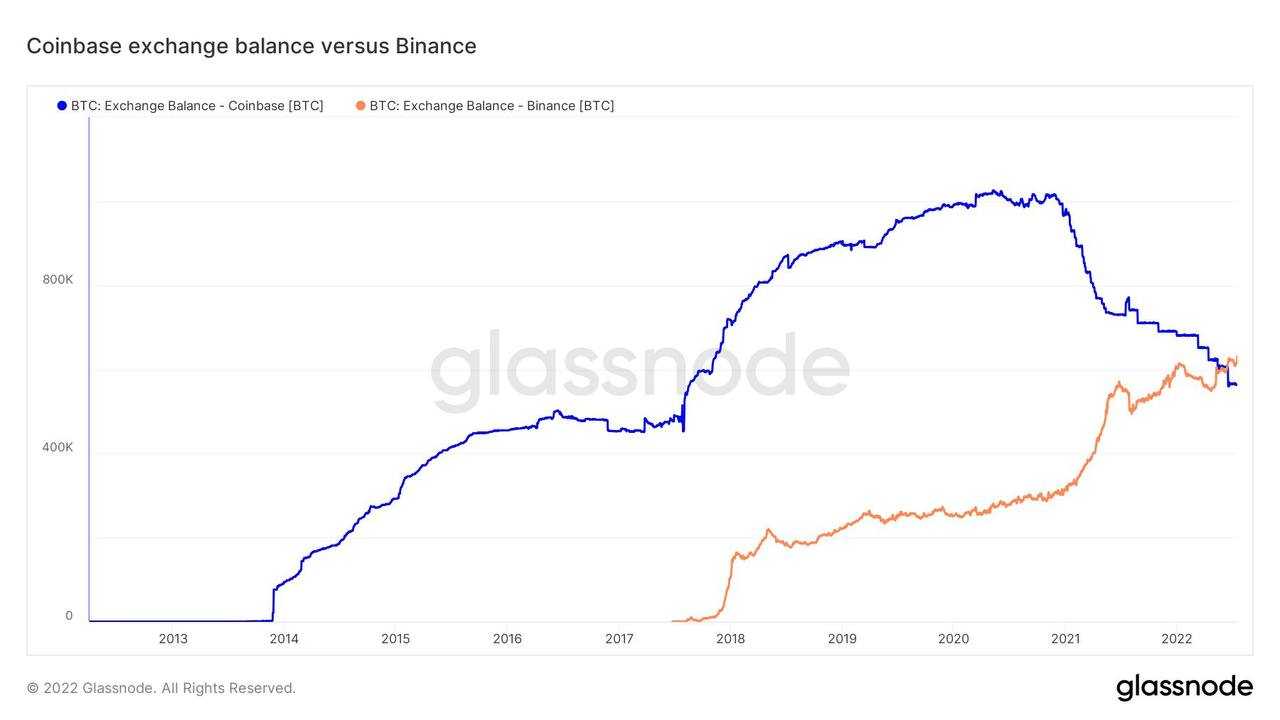 Coinbase exchange balance versus Binance
BTC: Exchange Balance - Coinbase [BTC] BTC: Exchange Balance - Binance [BTC]
800K
glassnode
400K
0
2013 2014 2015 2016 2017 2018 2019 2020 2021 2022
© 2022 Glassnode. All Rights Reserved.
glassnode